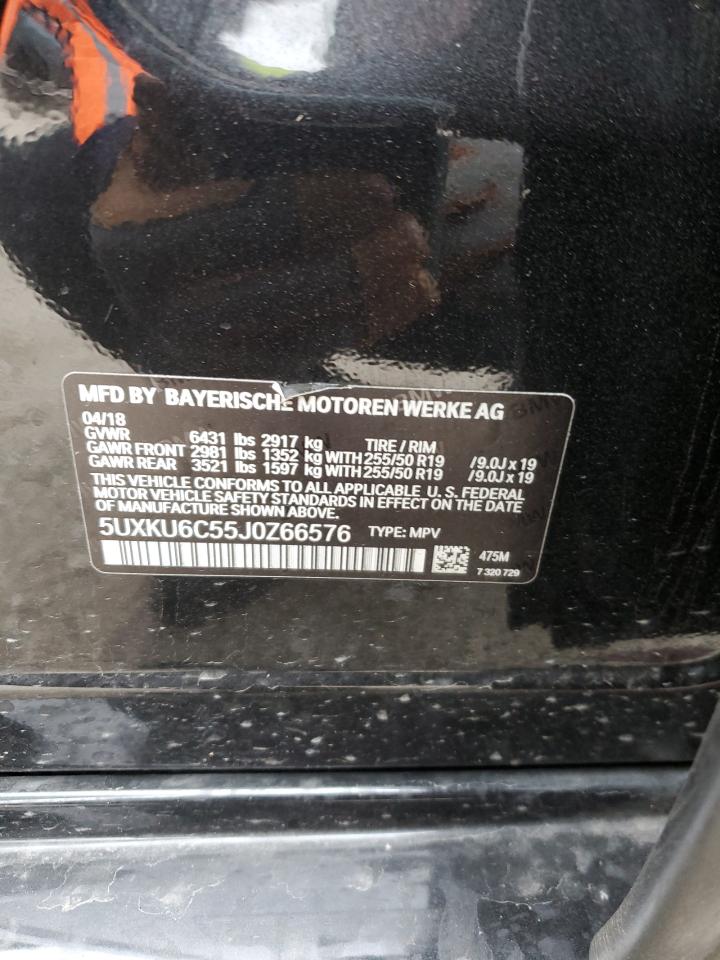 MFD BY BAYERISCHE MOTOREN WERKE AG
04/18
GVWR 6431 lbs 2917 kg TIRE / RIM
GAWR FRONT 2981 lbs 1352 kg WITH 255/50 R19 /9.0J x 19
GAWR REAR 3521 lbs 1597 kg WITH 255/50 R19 /9.0J x 19
THIS VEHICLE CONFORMS TO ALL APPLICABLE U.S. FEDERAL
MOTOR VEHICLE SAFETY STANDARDS IN EFFECT ON THE DATE
OF MANUFACTURE SHOWN ABOVE.
5UXKU6C55J0Z66576 TYPE: MPV
475M
7 320 729